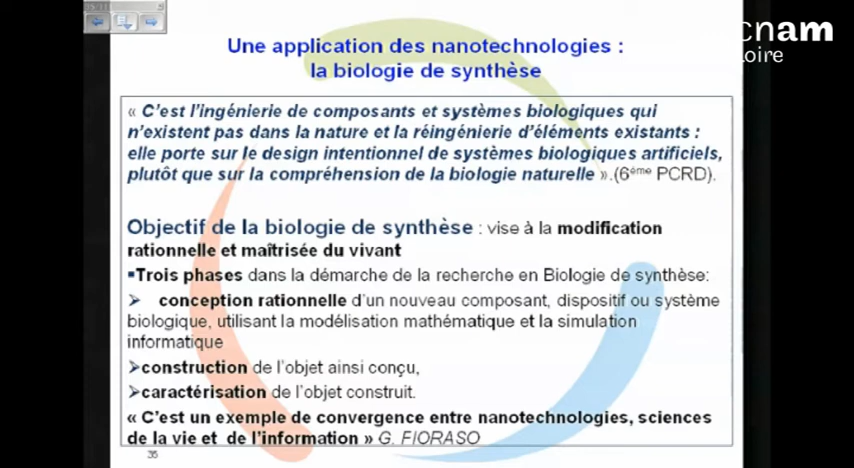 cnam
Loire
Une application des nanotechnologies :
la biologie de synthèse
« C'est l'ingénierie de composants et systèmes biologiques qui
n'existent pas dans la nature et la réingénierie d'éléments existants :
elle porte sur le design intentionnel de systèmes biologiques artificiels,
plutôt que sur la compréhension de la biologie naturelle ».(6ème PCRD).
Objectif de la biologie de synthèse : vise à la modification
rationnelle et maîtrisée du vivant
▪Trois phases dans la démarche de la recherche en Biologie de synthèse:
➢ conception rationnelle d'un nouveau composant, dispositif ou système
biologique, utilisant la modélisation mathématique et la simulation
informatique
➢construction de l'objet ainsi conçu,
➢caractérisation de l'objet construit.
« C'est un exemple de convergence entre nanotechnologies, sciences
de la vie et de l'information » G. FIORASO
35